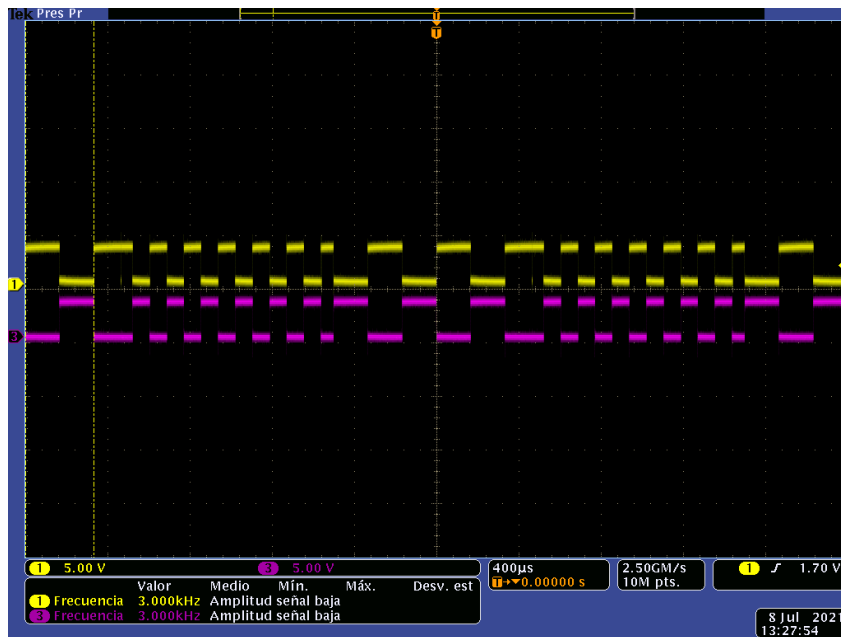 Tek Pres Pr
T
T
1
3
1 5.00 V 3 5.00 V
400µs
T→▼0.00000 s
2.50GM/s
10M pts.
1 ʃ 1.70 V
Valor Medio Mín. Máx. Desv. est
1 Frecuencia 3.000kHz Amplitud señal baja
3 Frecuencia 3.000kHz Amplitud señal baja
8 Jul 2021
13:27:54